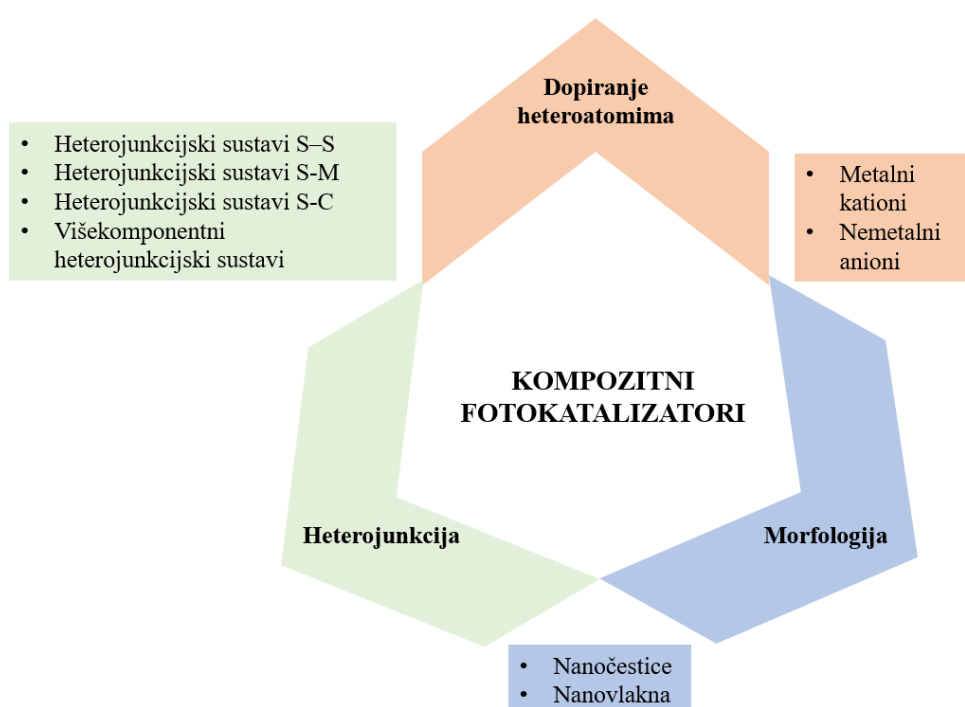 Dopiranje
heteroatomima
• Heterojunkcijski sustavi S–S
• Heterojunkcijski sustavi S-M
• Heterojunkcijski sustavi S-C
• Višekomponentni
heterojunkcijski sustavi
• Metalni
kationi
• Nemetalni
anioni
KOMPOZITNI
FOTOKATALIZATORI
Heterojunkcija
Morfologija
• Nanočestice
• Nanovlakna